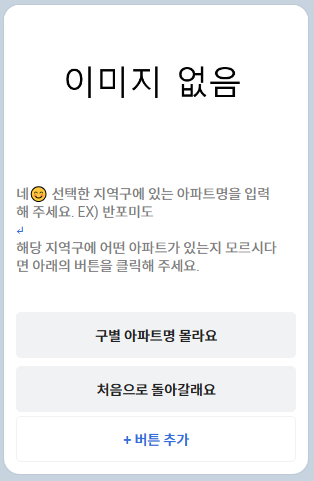 이미지 없음
네😊 선택한 지역구에 있는 아파트명을 입력
해 주세요. EX) 반포미도
↵
해당 지역구에 어떤 아파트가 있는지 모르시다
면 아래의 버튼을 클릭해 주세요.
구별 아파트명 몰라요
처음으로 돌아갈래요
+ 버튼 추가